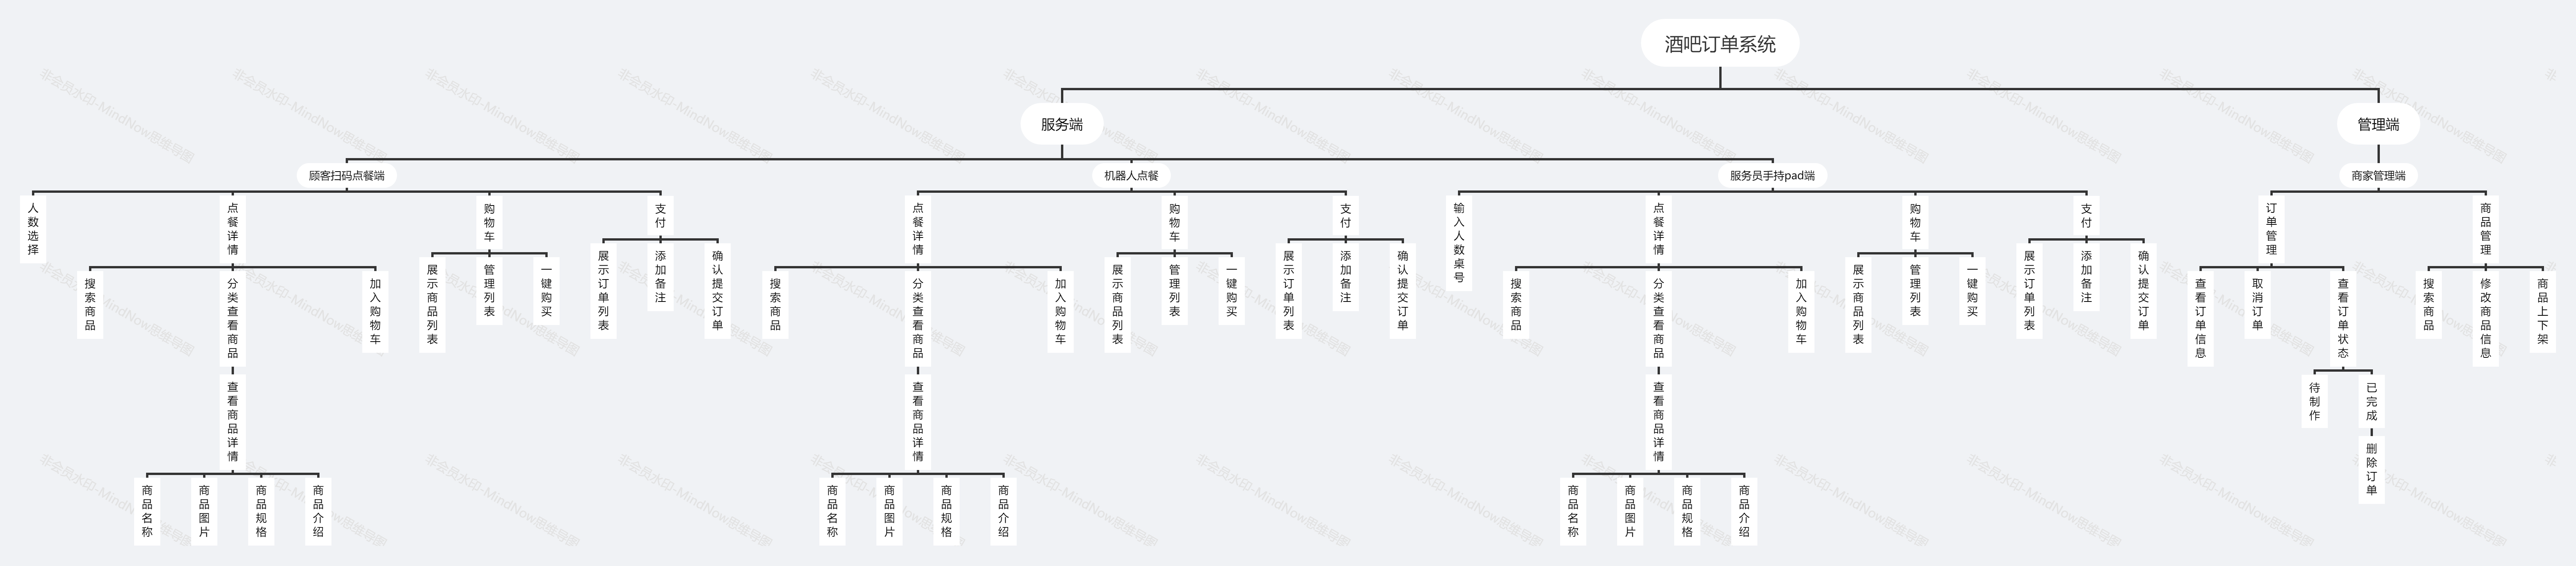 酒吧订单系统
服务端
管理端
顾客扫码点餐端
机器人点餐
服务员手持pad端
商家管理端
人数选择
点餐详情
购物车
支付
点餐详情
购物车
支付
输入人数桌号
点餐详情
购物车
支付
订单管理
商品管理
搜索商品
分类查看商品
加入购物车
展示商品列表
管理列表
一键购买
展示订单列表
添加备注
确认提交订单
搜索商品
分类查看商品
加入购物车
展示商品列表
管理列表
一键购买
展示订单列表
添加备注
确认提交订单
搜索商品
分类查看商品
加入购物车
展示商品列表
管理列表
一键购买
展示订单列表
添加备注
确认提交订单
查看订单信息
取消订单
查看订单状态
搜索商品
修改商品信息
商品上下架
查看商品详情
查看商品详情
查看商品详情
待制作
已完成
删除订单
商品名称
商品图片
商品规格
商品介绍
商品名称
商品图片
商品规格
商品介绍
商品名称
商品图片
商品规格
商品介绍
非会员水印-MindNow思维导图